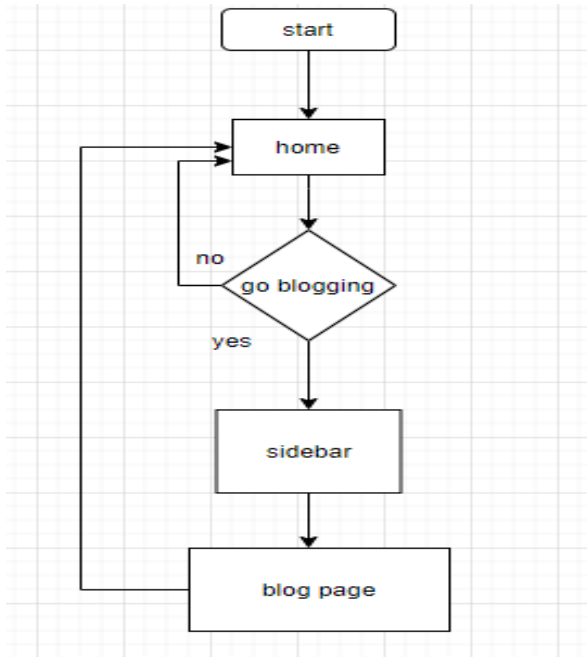 start
home
no
go blogging
yes
sidebar
blog page